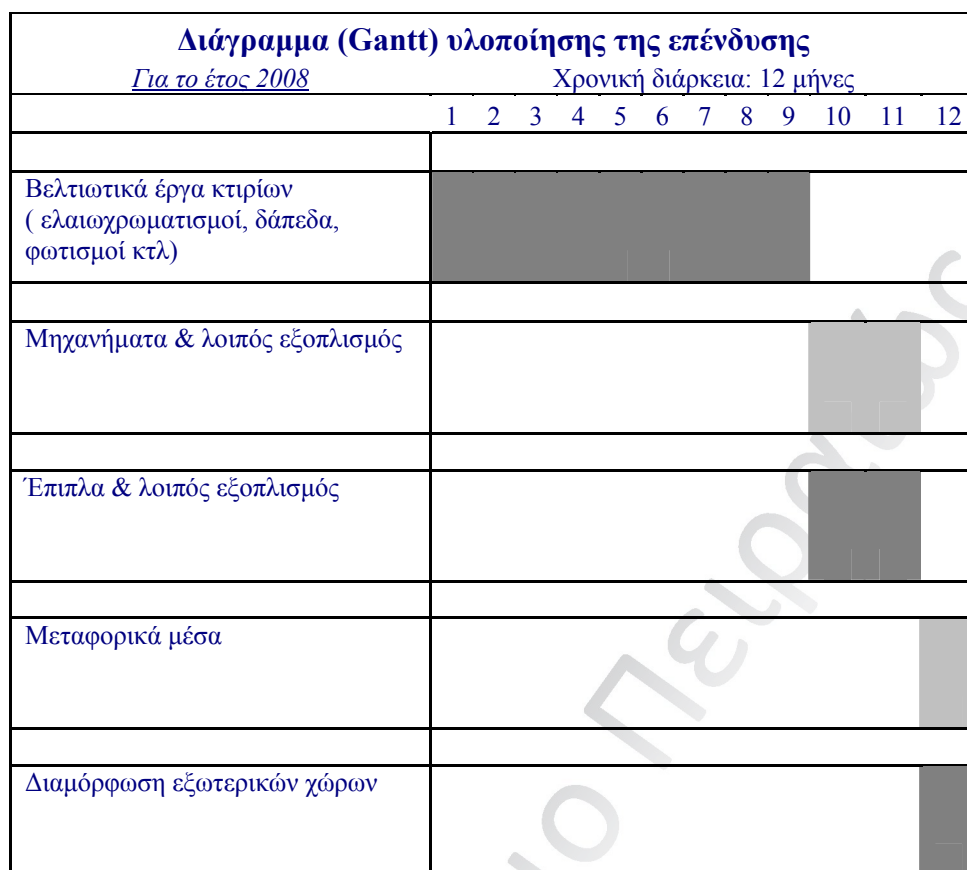 Διάγραμμα (Gantt) υλοποίησης της επένδυσης
Για το έτος 2008 Χρονική διάρκεια: 12 μήνες
1 2 3 4 5 6 7 8 9 10 11 12
Βελτιωτικά έργα κτιρίων
( ελαιωχρωματισμοί, δάπεδα,
φωτισμοί κτλ)
Μηχανήματα & λοιπός εξοπλισμός
Έπιπλα & λοιπός εξοπλισμός
Μεταφορικά μέσα
Διαμόρφωση εξωτερικών χώρων
ο Πειραιώς